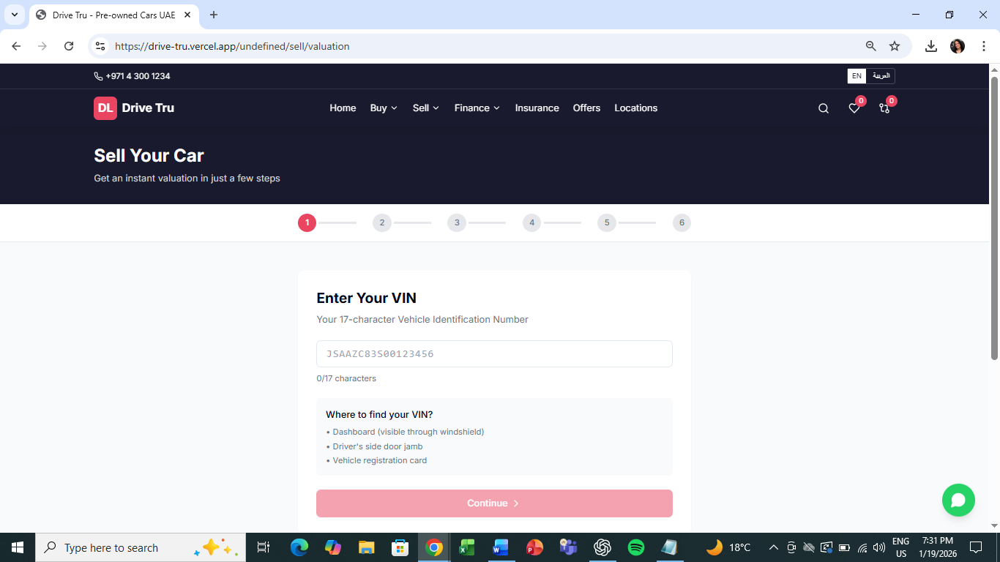 Drive Tru - Pre-owned Cars UAE
https://drive-tru.vercel.app/undefined/sell/valuation
+971 4 300 1234
EN العربية
DL Drive Tru Home Buy Sell Finance Insurance Offers Locations 0 0
Sell Your Car
Get an instant valuation in just a few steps
1 2 3 4 5 6
Enter Your VIN
Your 17-character Vehicle Identification Number
JSAAZC83S00123456
0/17 characters
Where to find your VIN?
• Dashboard (visible through windshield)
• Driver's side door jamb
• Vehicle registration card
Continue
Type here to search
18°C
ENG
US
7:31 PM
1/19/2026